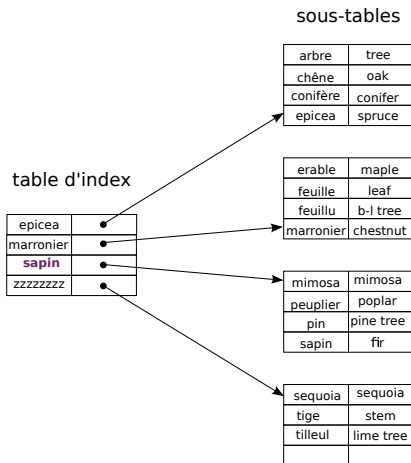 sous-tables
arbre tree
chêne oak
conifère conifer
epicea spruce
erable maple
feuille leaf
feuillu b-l tree
marronier chestnut
table d'index
epicea
marronier
sapin
zzzzzzzz
mimosa mimosa
peuplier poplar
pin pine tree
sapin fir
sequoia sequoia
tige stem
tilleul lime tree